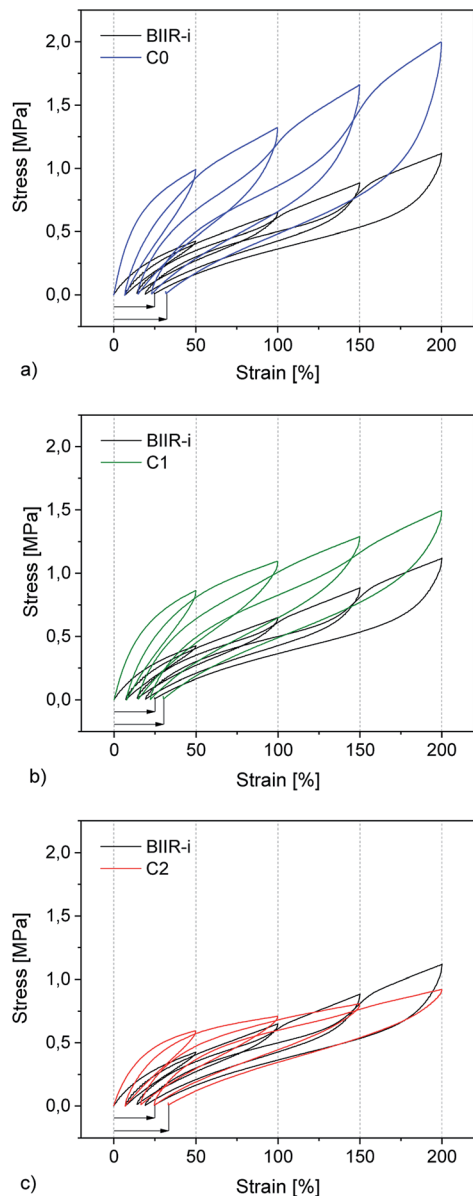 BIIR-i
C0
2,0
1,5
1,0
0,5
0,0
Stress [MPa]
0 50 100 150 200
Strain [%]
a)
BIIR-i
C1
2,0
1,5
1,0
0,5
0,0
Stress [MPa]
0 50 100 150 200
Strain [%]
b)
BIIR-i
C2
2,0
1,5
1,0
0,5
0,0
Stress [MPa]
0 50 100 150 200
Strain [%]
c)